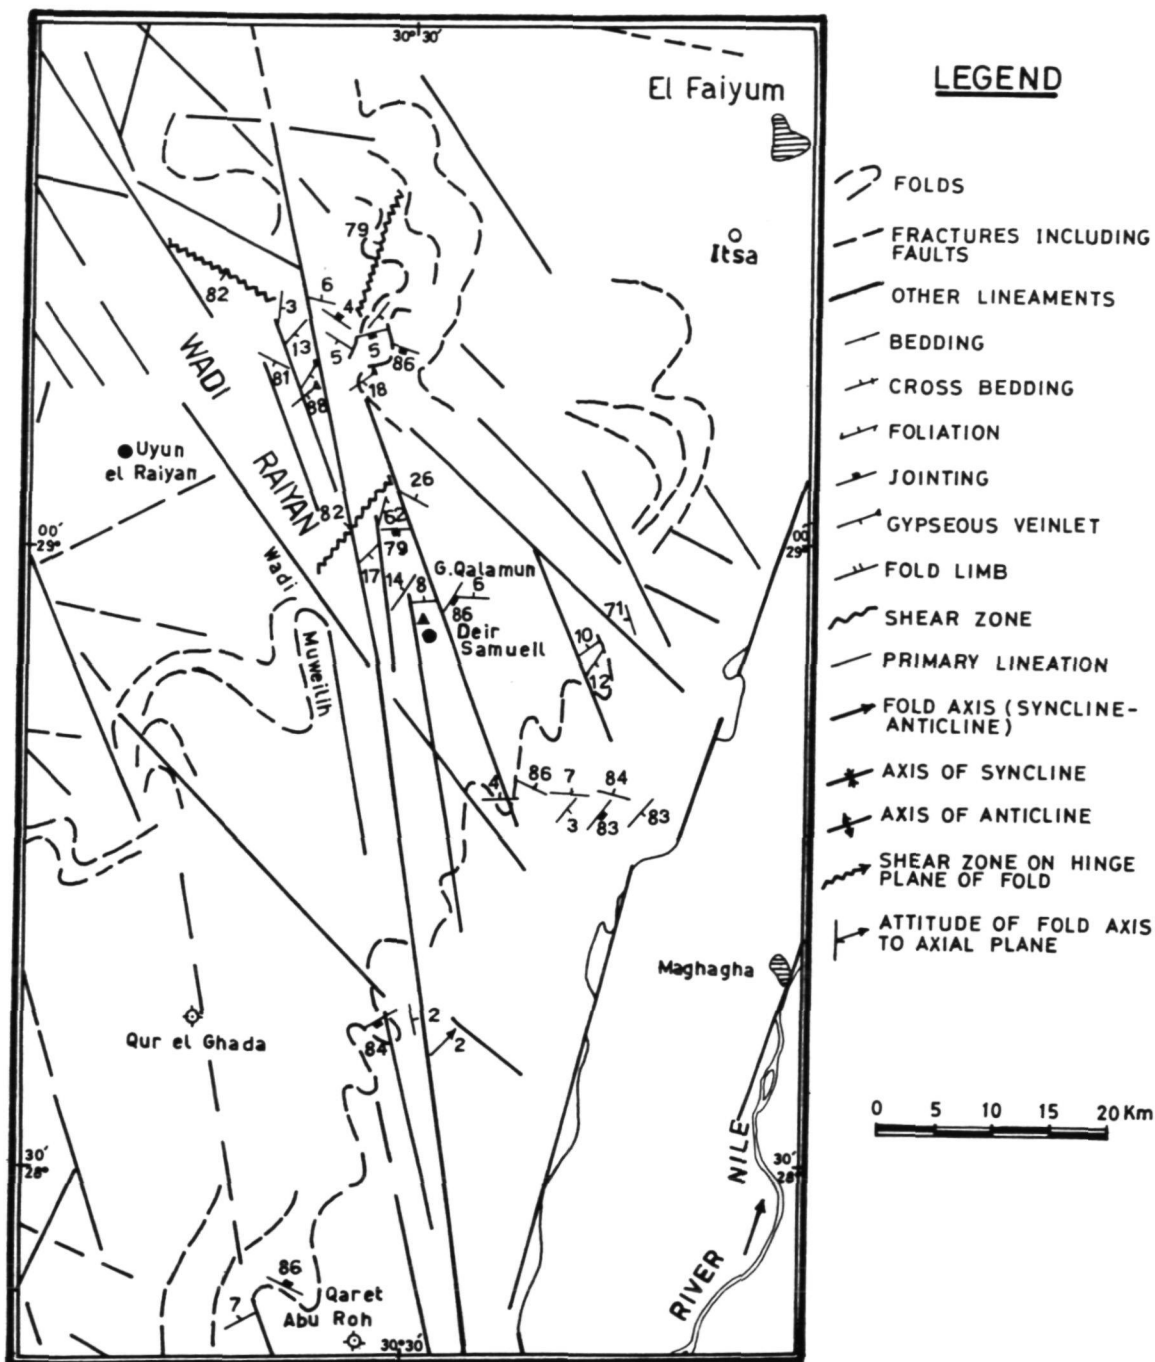 30° 30'
El Faiyum
Itsa
79
82
6
3
4
13
5
5
86
81
18
88
WADI
RAIYAN
Uyun
el Raiyan
26
82
62
79
00'
29°
00'
29°
17
14
8
G.Qalamun
6
86
Deir
Samueil
Wadi
Muweilih
71
10
12
4
86
7
84
3
83
83
Maghagha
Qur el Ghada
2
84
2
30'
28°
30'
28°
RIVER NILE
86
7
Qaret
Abu Roh
30° 30'
LEGEND
FOLDS
FRACTURES INCLUDING
FAULTS
OTHER LINEAMENTS
BEDDING
CROSS BEDDING
FOLIATION
JOINTING
GYPSEOUS VEINLET
FOLD LIMB
SHEAR ZONE
PRIMARY LINEATION
FOLD AXIS (SYNCLINE-
ANTICLINE)
AXIS OF SYNCLINE
AXIS OF ANTICLINE
SHEAR ZONE ON HINGE
PLANE OF FOLD
ATTITUDE OF FOLD AXIS
TO AXIAL PLANE
0 5 10 15 20 Km